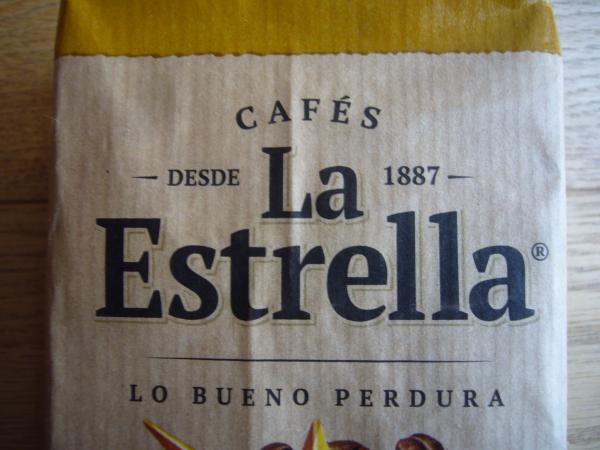 CAFÉS
DESDE La 1887
Estrella®
LO BUENO PERDURA